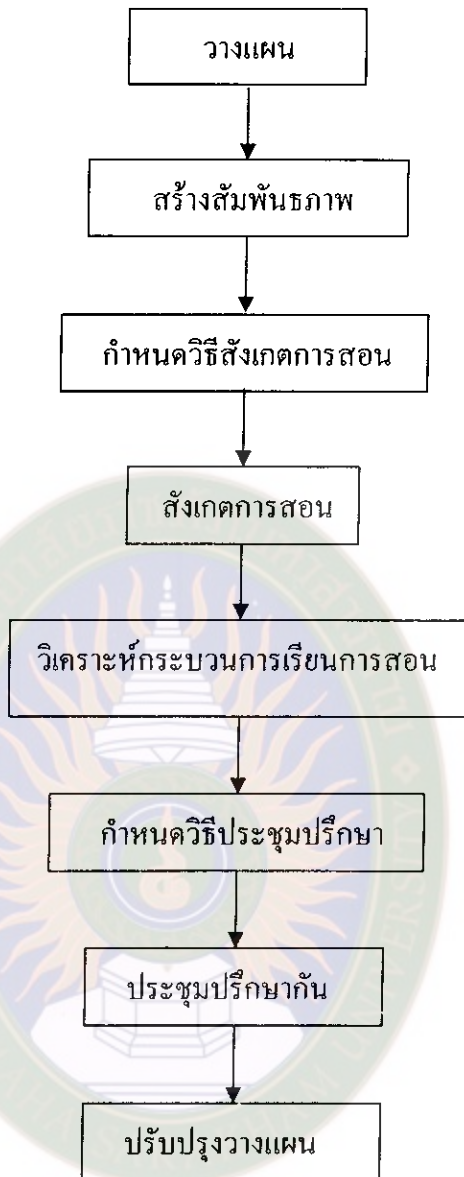 วางแผน
สร้างสัมพันธภาพ
กำหนดวิธีสังเกตการสอน
สังเกตการสอน
วิเคราะห์กระบวนการเรียนการสอน
กำหนดวิธีประชุมปรึกษา
ประชุมปรึกษากัน
ปรับปรุงวางแผน